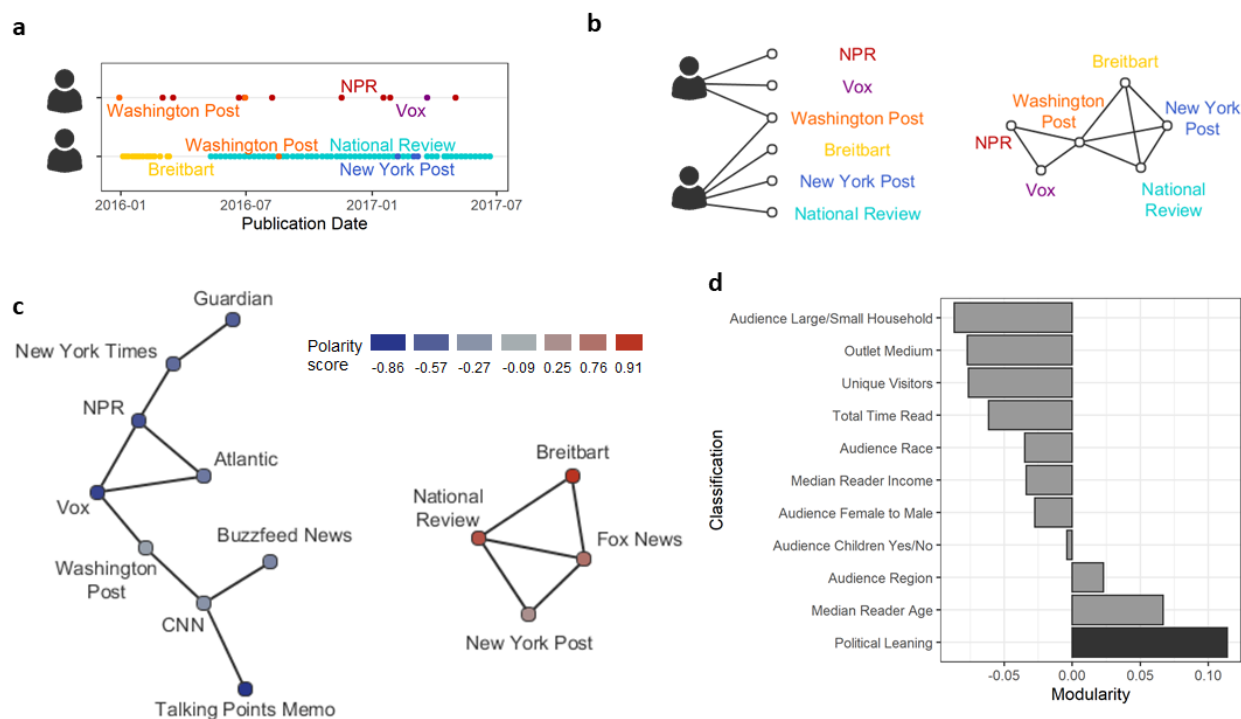 a
NPR
Washington Post
Vox
Washington Post
National Review
Breitbart
New York Post
2016-01
2016-07
2017-01
2017-07
Publication Date
b
NPR
Vox
Washington Post
Breitbart
New York Post
National Review
Breitbart
Washington
Post
New York
Post
NPR
Vox
National
Review
c
Guardian
New York Times
NPR
Atlantic
Vox
Buzzfeed News
Washington
Post
CNN
Talking Points Memo
Polarity
score
-0.86
-0.57
-0.27
-0.09
0.25
0.76
0.91
Breitbart
National
Review
Fox News
New York Post
d
Classification
Audience Large/Small Household
Outlet Medium
Unique Visitors
Total Time Read
Audience Race
Median Reader Income
Audience Female to Male
Audience Children Yes/No
Audience Region
Median Reader Age
Political Leaning
-0.05
0.00
0.05
0.10
Modularity